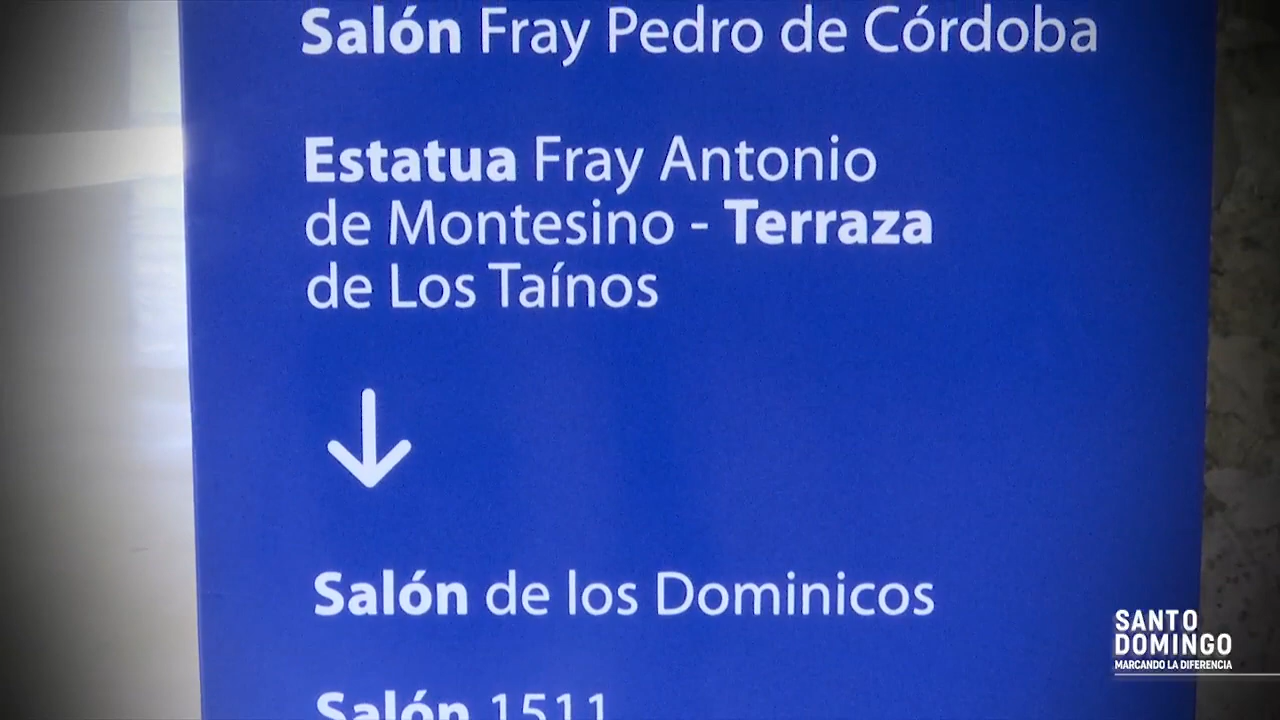 Salón Fray Pedro de Córdoba
Estatua Fray Antonio
de Montesino - Terraza
de Los Taínos
Salón de los Dominicos
Salón 1511
SANTO
DOMINGO
MARCANDO LA DIFERENCIA